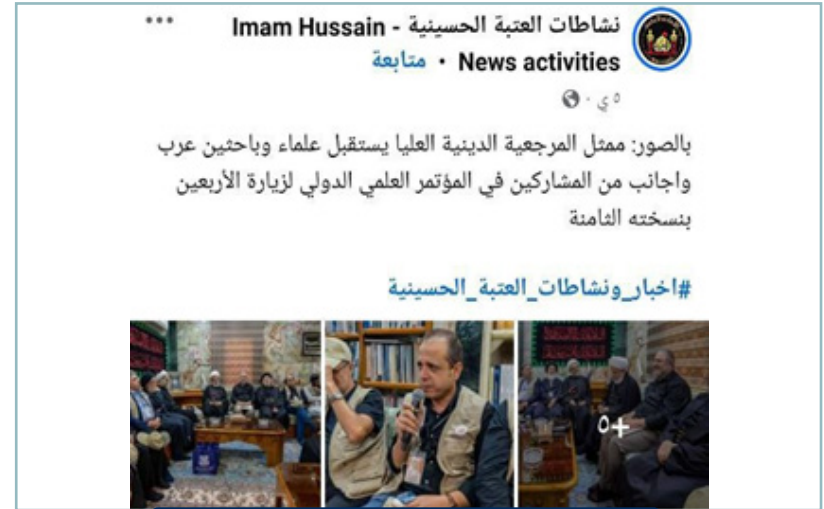 نشاطات العتبة الحسينية - Imam Hussain
News activities • متابعة
٥ ي ·
بالصور: ممثل المرجعية الدينية العليا يستقبل علماء وباحثين عرب
واجانب من المشاركين في المؤتمر العلمي الدولي لزيارة الأربعين
بنسخته الثامنة
#اخبار_ونشاطات_العتبة_الحسينية
+٥